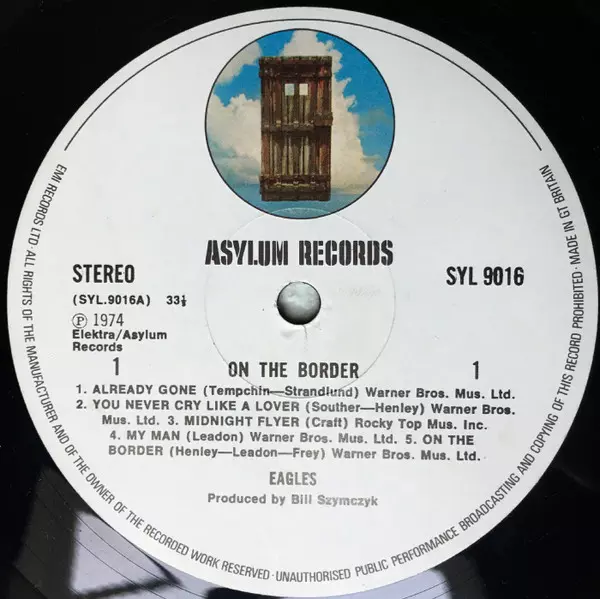 ASYLUM RECORDS
STEREO
SYL 9016
(SYL.9016A) 33⅓
Ⓟ 1974
Elektra/Asylum
Records
1
1
ON THE BORDER
1. ALREADY GONE (Tempchin—Strandlund) Warner Bros. Mus. Ltd.
2. YOU NEVER CRY LIKE A LOVER (Souther—Henley) Warner Bros.
Mus. Ltd. 3. MIDNIGHT FLYER (Craft) Rocky Top Mus. Inc.
4. MY MAN (Leadon) Warner Bros. Mus. Ltd. 5. ON THE
BORDER (Henley—Leadon—Frey) Warner Bros. Mus. Ltd.
EAGLES
Produced by Bill Szymczyk
EMI RECORDS LTD · ALL RIGHTS OF THE MANUFACTURER AND OF THE OWNER OF THE RECORDED WORK RESERVED · UNAUTHORISED PUBLIC PERFORMANCE BROADCASTING AND COPYING OF THIS RECORD PROHIBITED · MADE IN GT BRITAIN